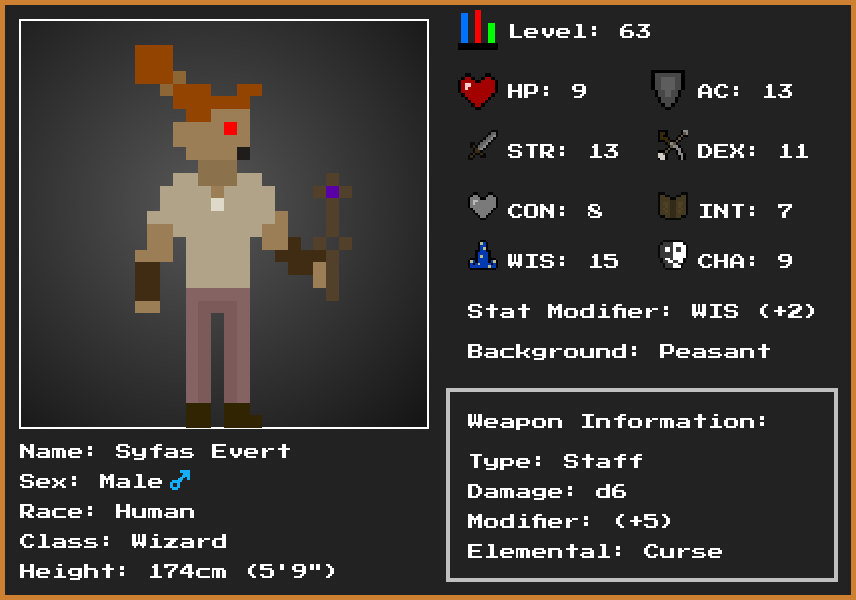 Level: 63
HP: 9
AC: 13
STR: 13
DEX: 11
CON: 8
INT: 7
WIS: 15
CHA: 9
Stat Modifier: WIS (+2)
Background: Peasant
Weapon Information:
Type: Staff
Damage: d6
Modifier: (+5)
Elemental: Curse
Name: Syfas Evert
Sex: Male♂
Race: Human
Class: Wizard
Height: 174cm (5'9")